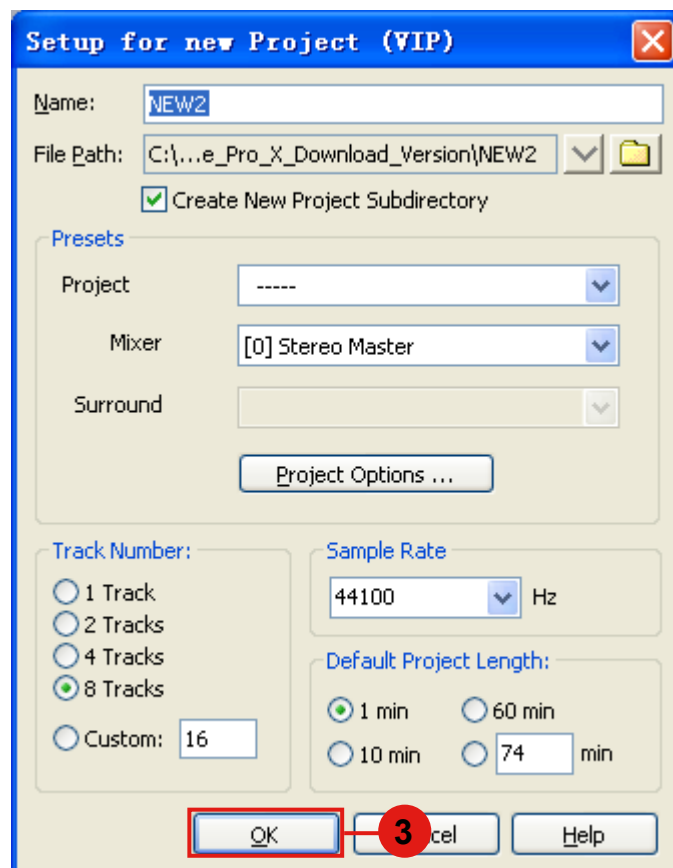 Setup for new Project (VIP)
Name: NEW2
File Path: C:\...e_Pro_X_Download_Version\NEW2
Create New Project Subdirectory
Presets
Project -----
Mixer [0] Stereo Master
Surround
Project Options ...
Track Number:
1 Track
2 Tracks
4 Tracks
8 Tracks
Custom: 16
Sample Rate
44100 Hz
Default Project Length:
1 min 60 min
10 min 74 min
OK 3 Help